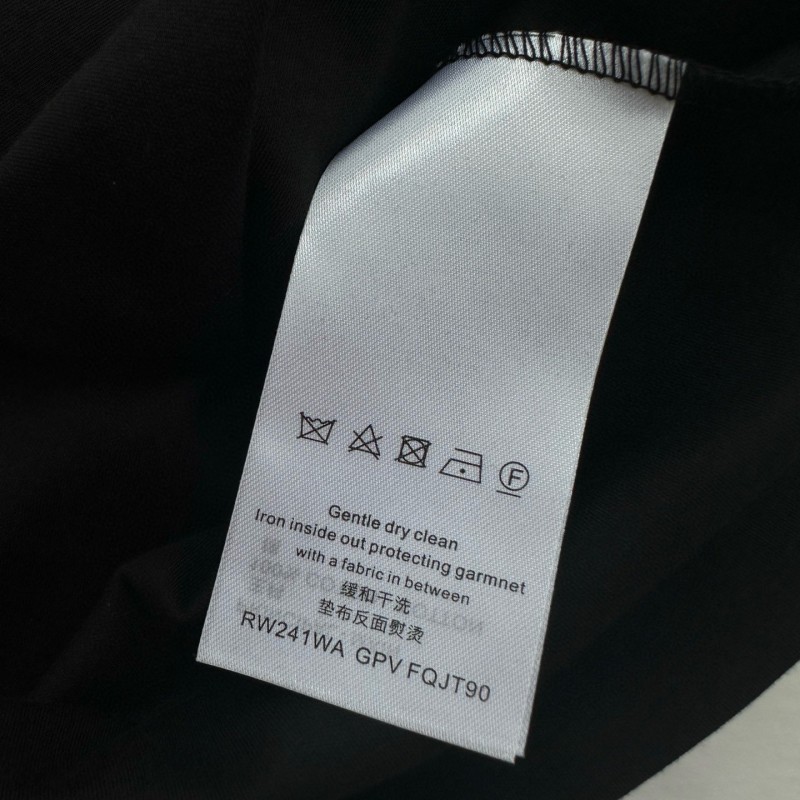 F
Gentle dry clean
Iron inside out protecting garmnet
with a fabric in between
缓和干洗
垫布反面熨烫
RW241WA GPV FQJT90